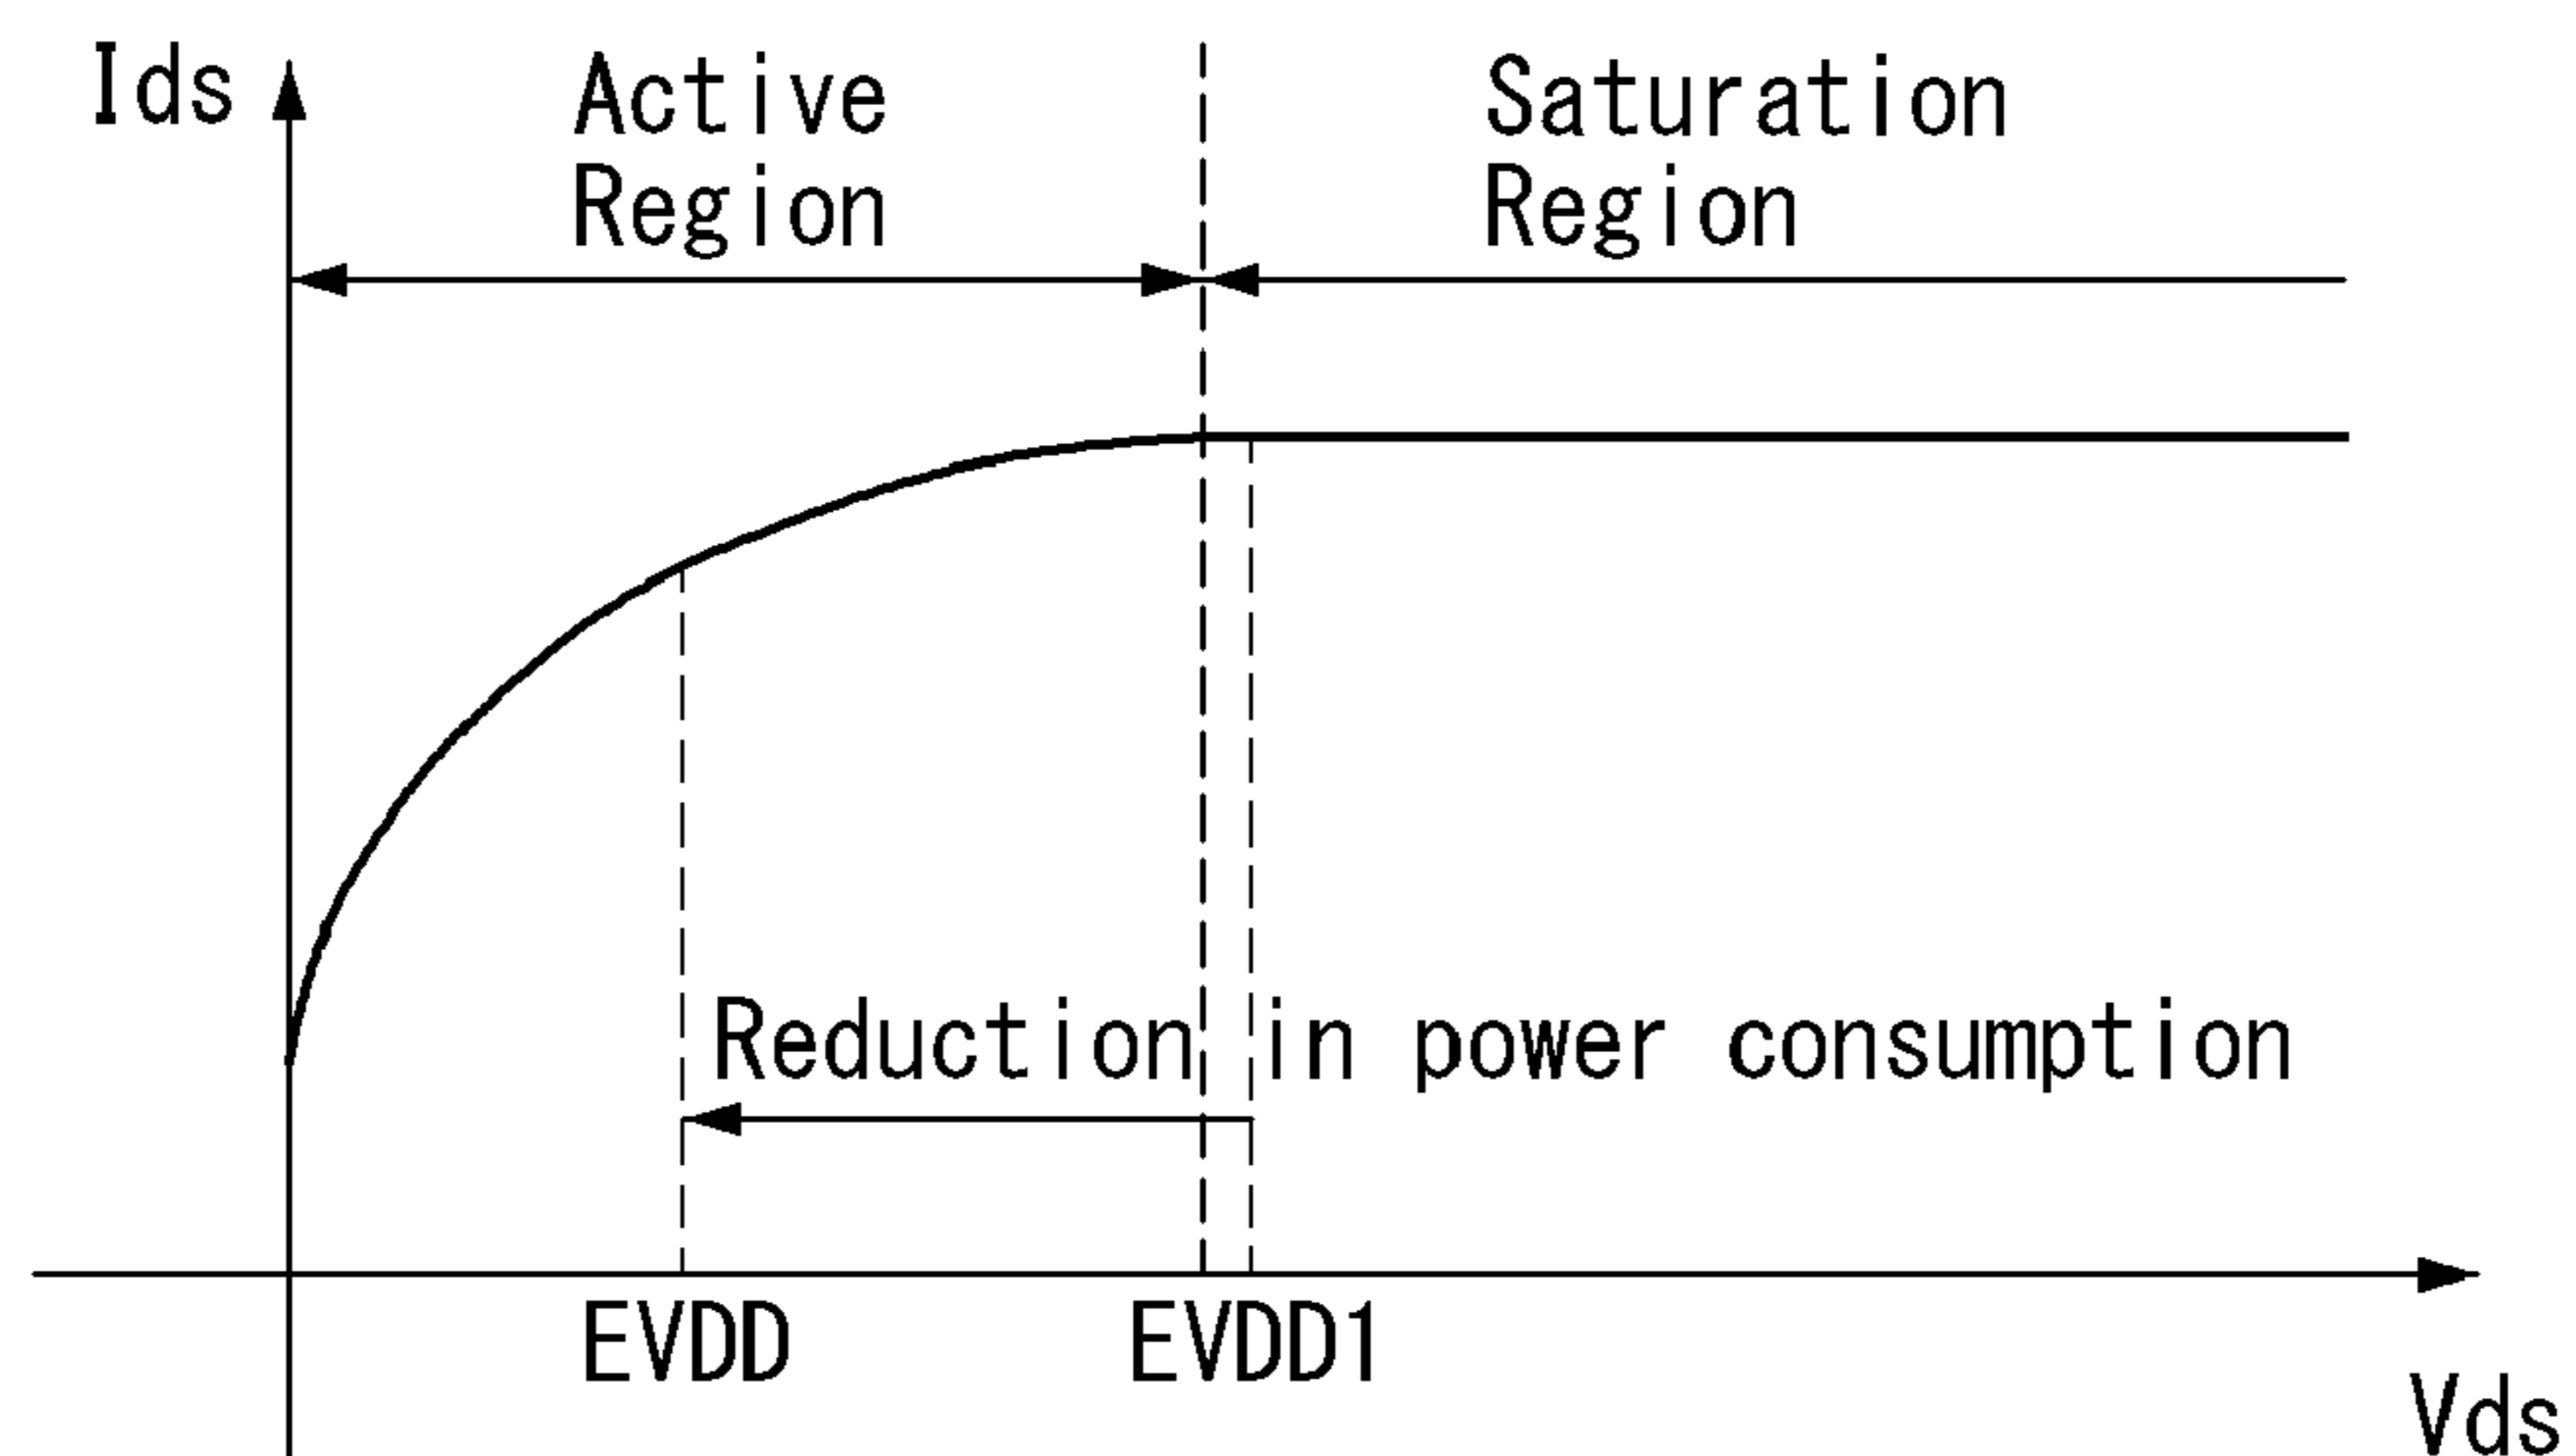 Ids
Active
Region
Saturation
Region
Reduction in power consumption
EVDD
EVDD1
Vds